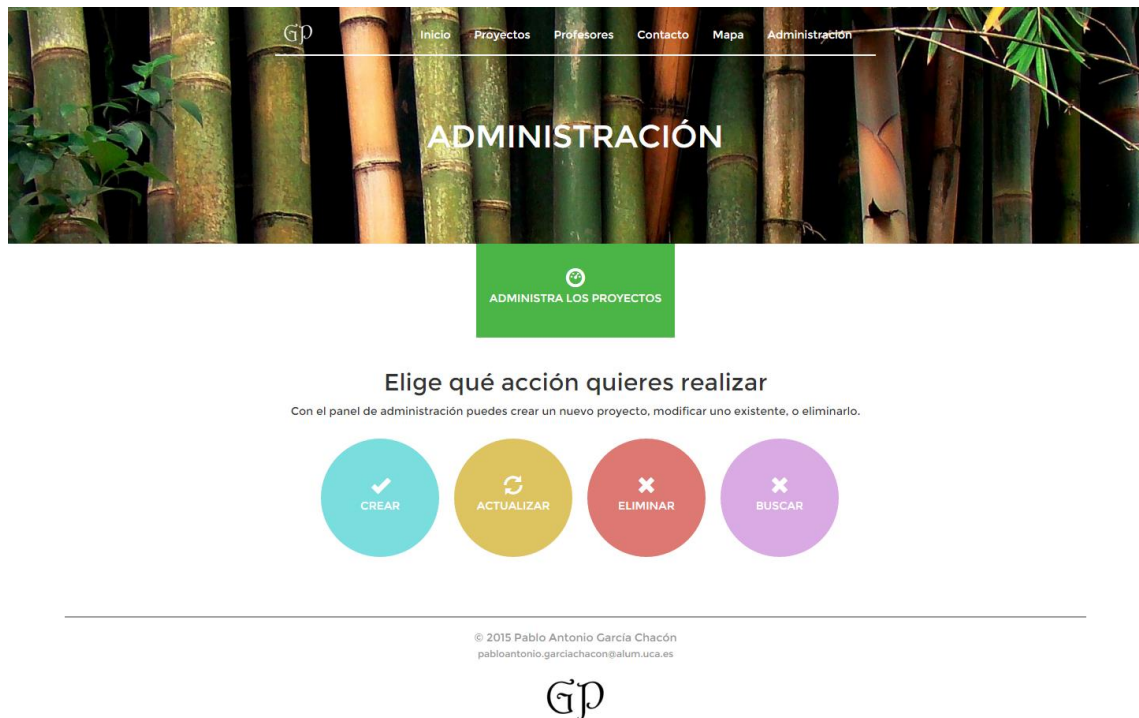 GP
Inicio Proyectos Profesores Contacto Mapa Administración
ADMINISTRACIÓN
ADMINISTRA LOS PROYECTOS
Elige qué acción quieres realizar
Con el panel de administración puedes crear un nuevo proyecto, modificar uno existente, o eliminarlo.
CREAR ACTUALIZAR ELIMINAR BUSCAR
© 2015 Pablo Antonio García Chacón
pabloantonio.garciachacon@alum.uca.es
GP